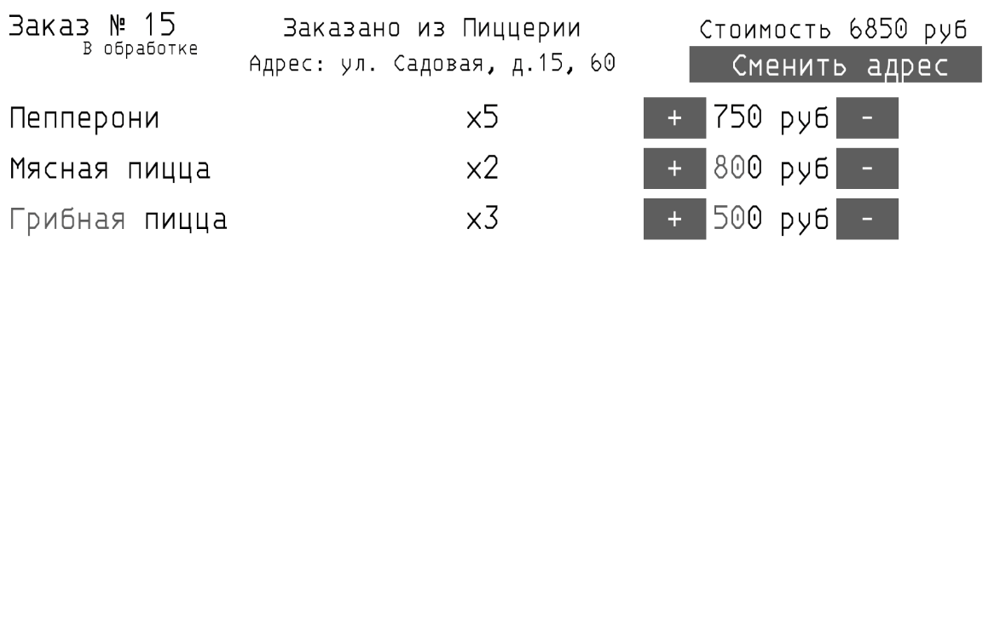 Заказ № 15
В обработке
Заказано из Пиццерии
Адрес: ул. Садовая, д.15, 60
Стоимость 6850 руб
Сменить адрес
Пепперони x5 + 750 руб -
Мясная пицца x2 + 800 руб -
Грибная пицца x3 + 500 руб -